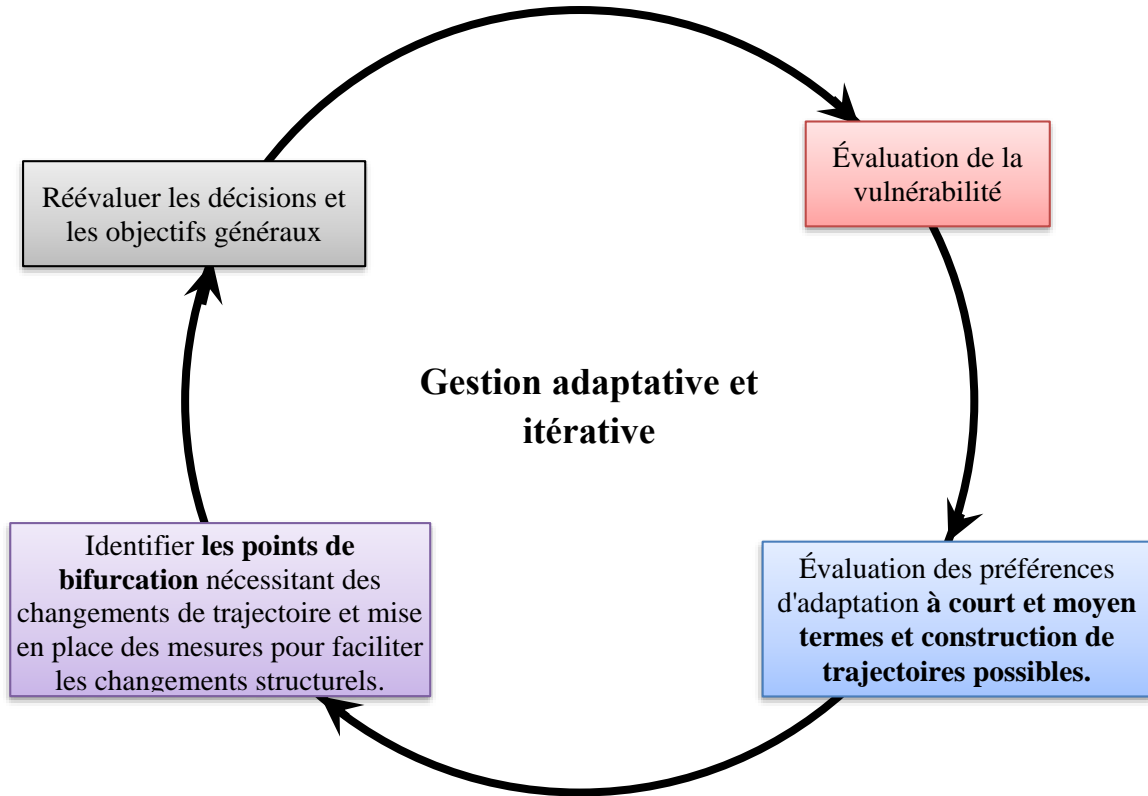 Évaluation de la
vulnérabilité
Réévaluer les décisions et
les objectifs généraux
Gestion adaptative et
itérative
Identifier les points de
bifurcation nécessitant des
changements de trajectoire et mise
en place des mesures pour faciliter
les changements structurels.
Évaluation des préférences
d'adaptation à court et moyen
termes et construction de
trajectoires possibles.